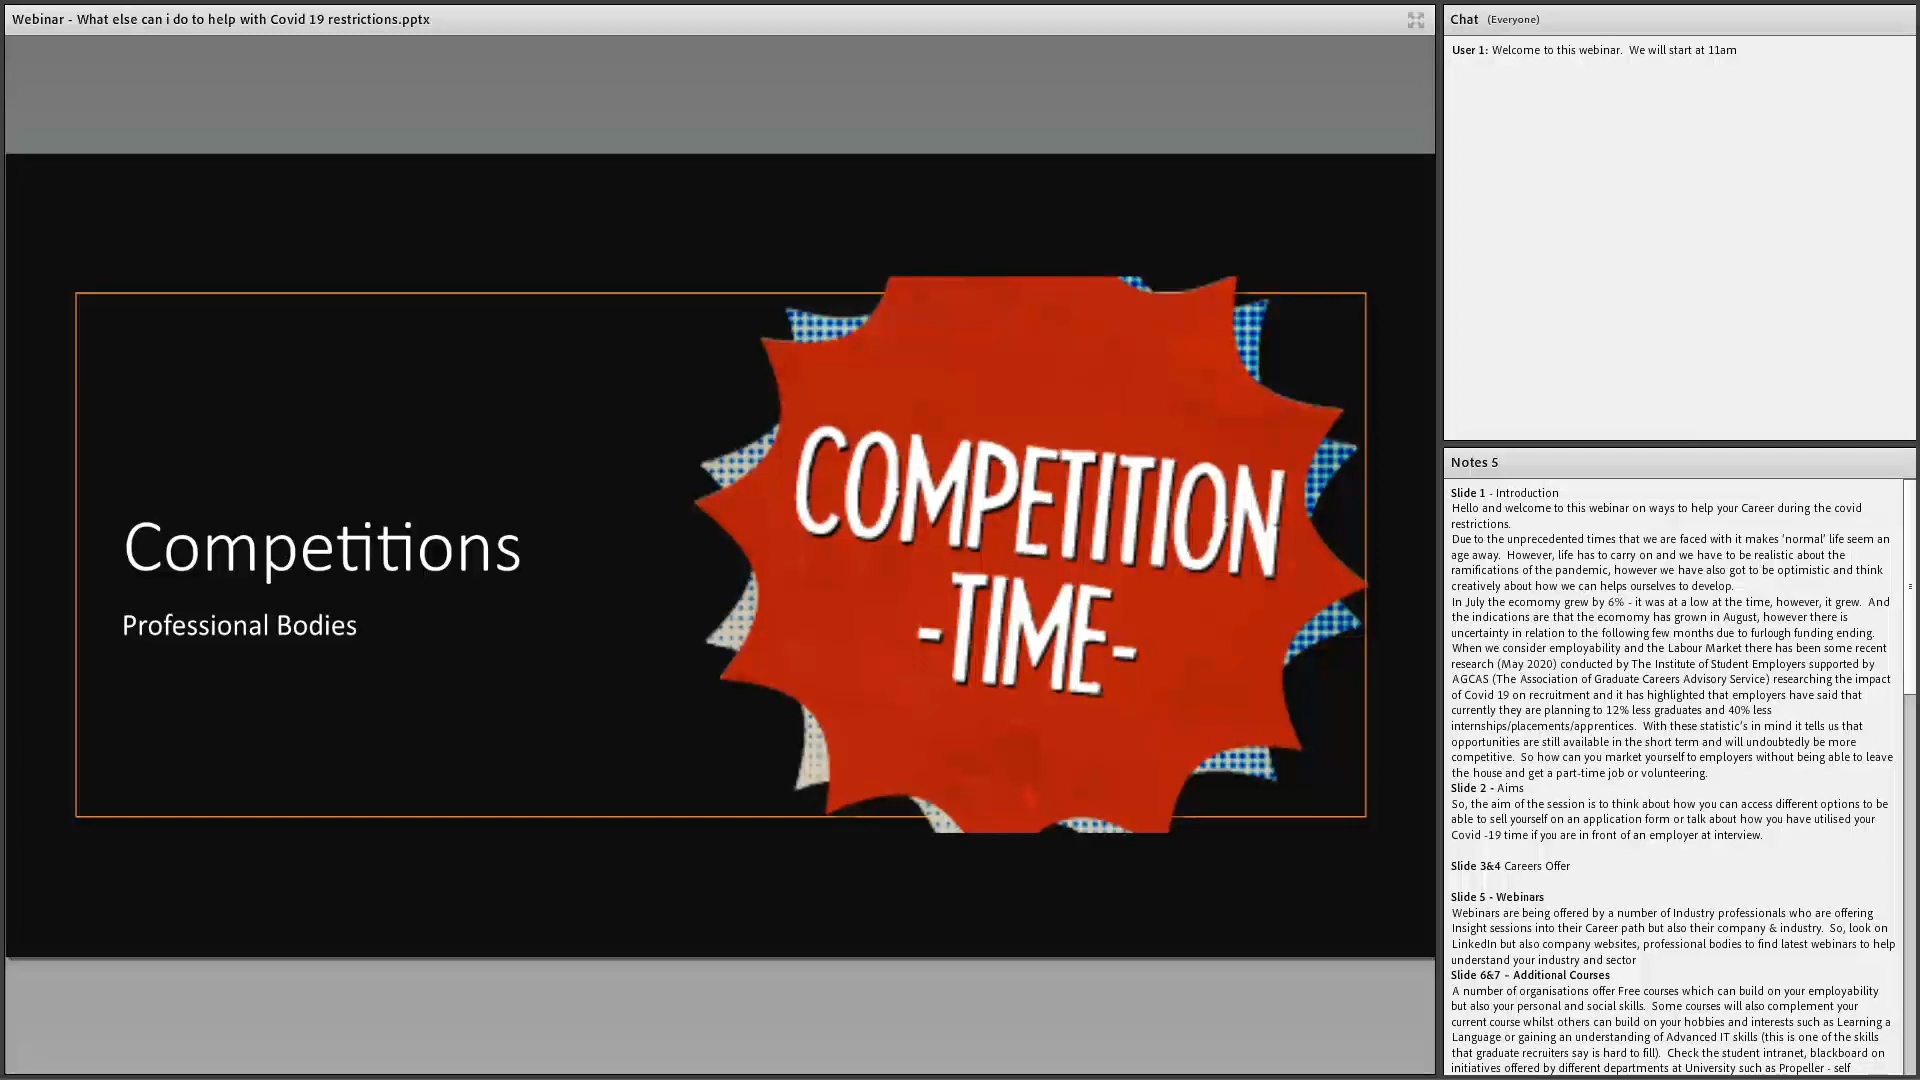 Webinar - What else can i do to help with Covid 19 restrictions.pptx
Competitions
Professional Bodies
COMPETITION
-TIME-
Chat (Everyone)
User 1: Welcome to this webinar. We will start at 11am
Notes 5
Slide 1 - Introduction
Hello and welcome to this webinar on ways to help your Career during the covid
restrictions.
Due to the unprecedented times that we are faced with it makes 'normal' life seem an
age away. However, life has to carry on and we have to be realistic about the
ramifications of the pandemic, however we have also got to be optimistic and think
creatively about how we can helps ourselves to develop.
In July the ecomomy grew by 6% - it was at a low at the time, however, it grew. And
the indications are that the ecomomy has grown in August, however there is
uncertainty in relation to the following few months due to furlough funding ending.
When we consider employability and the Labour Market there has been some recent
research (May 2020) conducted by The Institute of Student Employers supported by
AGCAS (The Association of Graduate Careers Advisory Service) researching the impact
of Covid 19 on recruitment and it has highlighted that employers have said that
currently they are planning to 12% less graduates and 40% less
internships/placements/apprentices. With these statistic's in mind it tells us that
opportunities are still available in the short term and will undoubtedly be more
competitive. So how can you market yourself to employers without being able to leave
the house and get a part-time job or volunteering.
Slide 2 - Aims
So, the aim of the session is to think about how you can access different options to be
able to sell yourself on an application form or talk about how you have utilised your
Covid -19 time if you are in front of an employer at interview.
Slide 3&4 Careers Offer
Slide 5 - Webinars
Webinars are being offered by a number of Industry professionals who are offering
Insight sessions into their Career path but also their company & industry. So, look on
LinkedIn but also company websites, professional bodies to find latest webinars to help
understand your industry and sector
Slide 6&7 - Additional Courses
A number of organisations offer Free courses which can build on your employability
but also your personal and social skills. Some courses will also complement your
current course whilst others can build on your hobbies and interests such as Learning a
Language or gaining an understanding of Advanced IT skills (this is one of the skills
that graduate recruiters say is hard to fill). Check the student intranet, blackboard on
initiatives offered by different departments at University such as Propeller - self